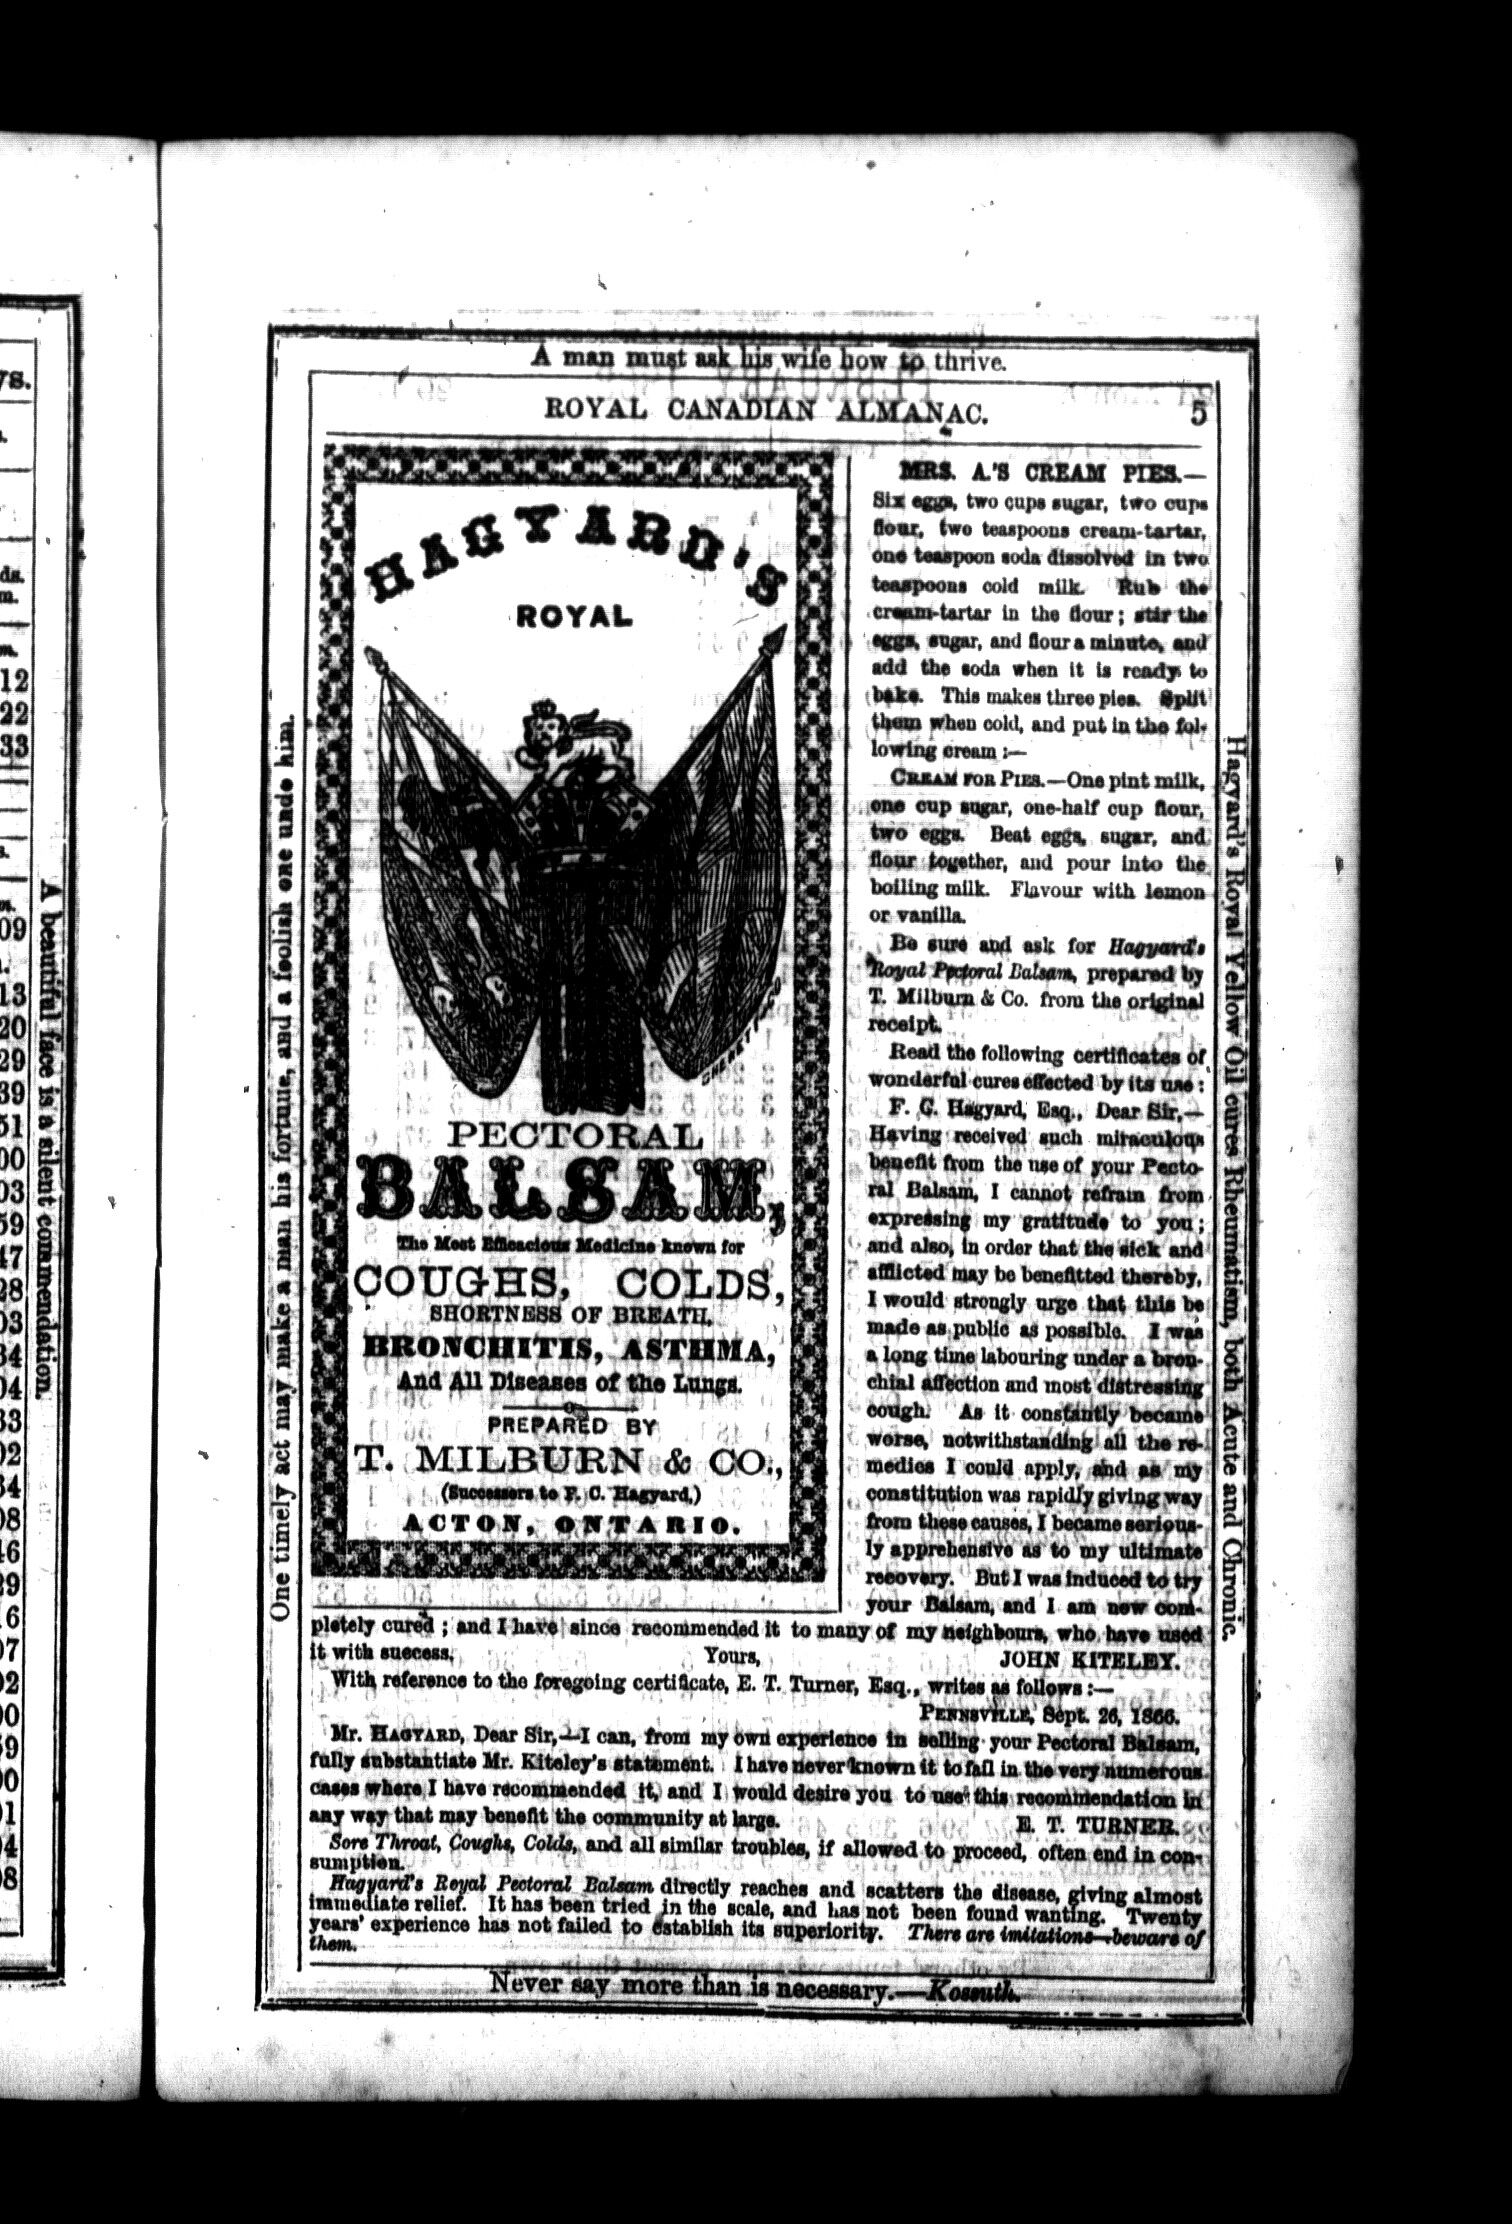 A man must ask his wife how to thrive.
ROYAL CANADIAN ALMANAC. 5
HAGYARD'S
ROYAL
PECTORAL
BALSAM,
The Most Efficacious Medicine known for
COUGHS, COLDS,
SHORTNESS OF BREATH,
BRONCHITIS, ASTHMA,
And All Diseases of the Lungs.
PREPARED BY
T. MILBURN & CO.,
(Successors to F. C. Hagyard,)
ACTON, ONTARIO.
MRS. A.'S CREAM PIES.—
Six eggs, two cups sugar, two cups
flour, two teaspoons cream-tartar,
one teaspoon soda dissolved in two
teaspoons cold milk. Rub the
cream-tartar in the flour; stir the
eggs, sugar, and flour a minute, and
add the soda when it is ready to
bake. This makes three pies. Split
them when cold, and put in the fol-
lowing cream :—
CREAM FOR PIES.—One pint milk,
one cup sugar, one-half cup flour,
two eggs. Beat eggs, sugar, and
flour together, and pour into the
boiling milk. Flavour with lemon
or vanilla.
Be sure and ask for Hagyard's
Royal Pectoral Balsam, prepared by
T. Milburn & Co. from the original
receipt.
Read the following certificates of
wonderful cures effected by its use :
F. C. Hagyard, Esq., Dear Sir,—
Having received such miraculous
benefit from the use of your Pecto-
ral Balsam, I cannot refrain from
expressing my gratitude to you;
and also, in order that the sick and
afflicted may be benefitted thereby,
I would strongly urge that this be
made as public as possible. I was
a long time labouring under a bron-
chial affection and most distressing
cough. As it constantly became
worse, notwithstanding all the re-
medies I could apply, and as my
constitution was rapidly giving way
from these causes, I became serious-
ly apprehensive as to my ultimate
recovery. But I was induced to try
your Balsam, and I am now com-
pletely cured ; and I have since recommended it to many of my neighbours, who have used
it with success. Yours, JOHN KITELEY.
With reference to the foregoing certificate, E. T. Turner, Esq., writes as follows :—
PENNSVILLE, Sept. 26, 1866.
Mr. HAGYARD, Dear Sir,—I can, from my own experience in selling your Pectoral Balsam,
fully substantiate Mr. Kiteley's statement. I have never known it to fail in the very numerous
cases where I have recommended it, and I would desire you to use this recommendation in
any way that may benefit the community at large. E. T. TURNER.
Sore Throat, Coughs, Colds, and all similar troubles, if allowed to proceed, often end in con-
sumption.
Hagyard's Royal Pectoral Balsam directly reaches and scatters the disease, giving almost
immediate relief. It has been tried in the scale, and has not been found wanting. Twenty
years' experience has not failed to establish its superiority. There are imitations—beware of
them.
Never say more than is necessary.—Kossuth.
One timely act may make a man his fortune, and a foolish one undo him.
Hagyard's Royal Yellow Oil cures Rheumatism, both Acute and Chronic.
A beautiful face is a silent commendation.